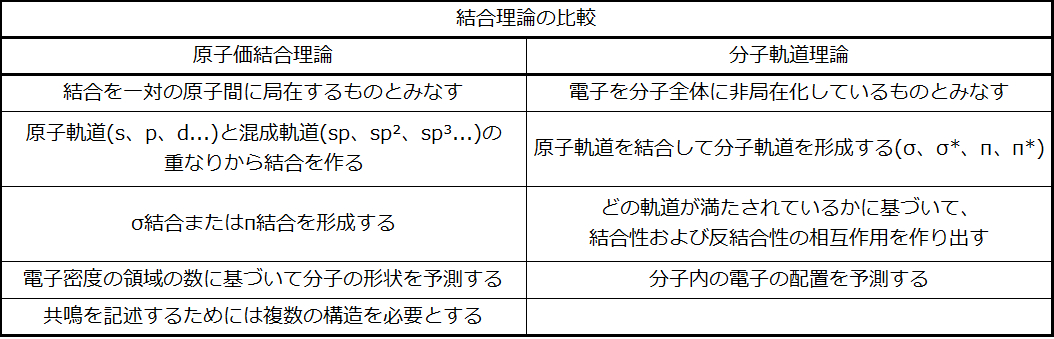 結合理論の比較
原子価結合理論
分子軌道理論
結合を一対の原子間に局在するものとみなす
電子を分子全体に非局在化しているものとみなす
原子軌道(s、p、d...)と混成軌道(sp、sp²、sp³...)の
重なりから結合を作る
原子軌道を結合して分子軌道を形成する(σ、σ*、п、п*)
σ結合またはп結合を形成する
どの軌道が満たされているかに基づいて、
結合性および反結合性の相互作用を作り出す
電子密度の領域の数に基づいて分子の形状を予測する
分子内の電子の配置を予測する
共鳴を記述するためには複数の構造を必要とする